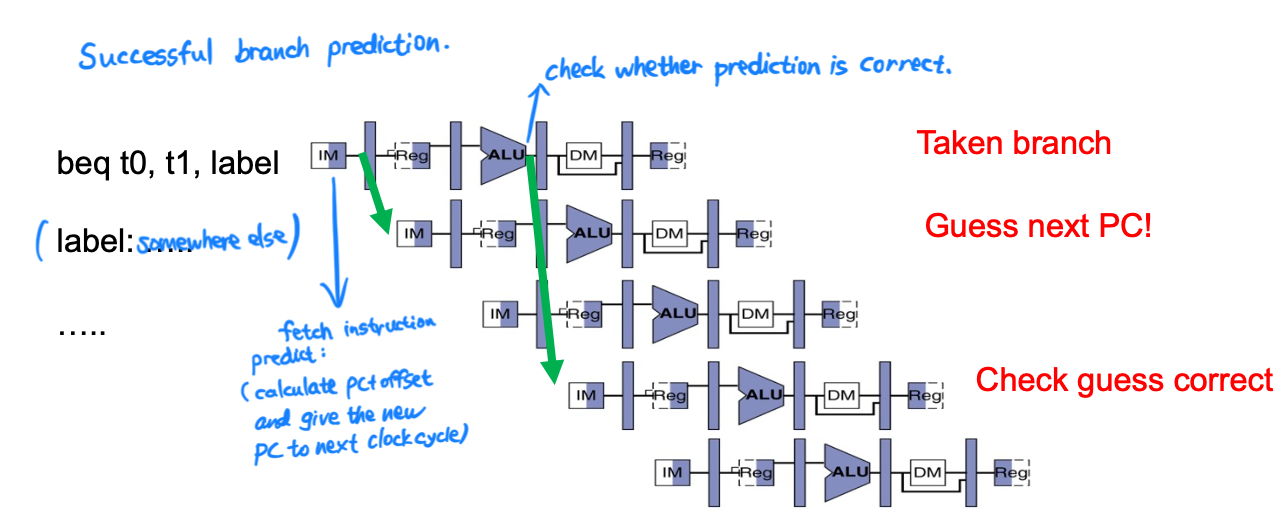 Successful branch prediction.
check whether prediction is correct.
beq t0, t1, label
IM Reg ALU DM Reg
Taken branch
(label: somewhere else)
IM Reg ALU DM Reg
Guess next PC!
.....
IM Reg ALU DM Reg
fetch instruction
predict:
(calculate PC+offset
and give the new
PC to next clock cycle)
IM Reg ALU DM Reg
Check guess correct
IM Reg ALU DM Reg